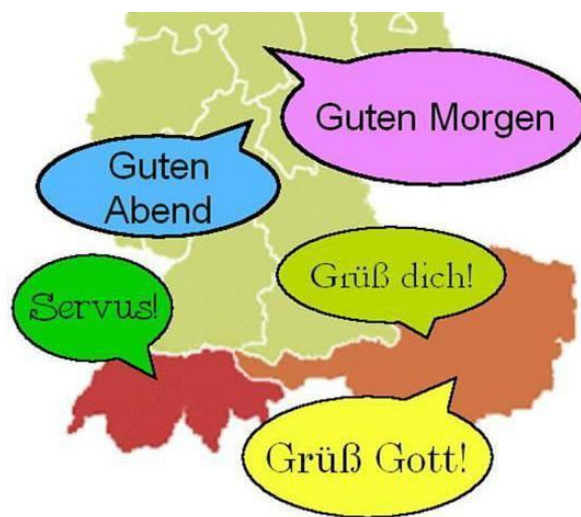 Guten Morgen
Guten
Abend
Grüß dich!
Servus!
Grüß Gott!